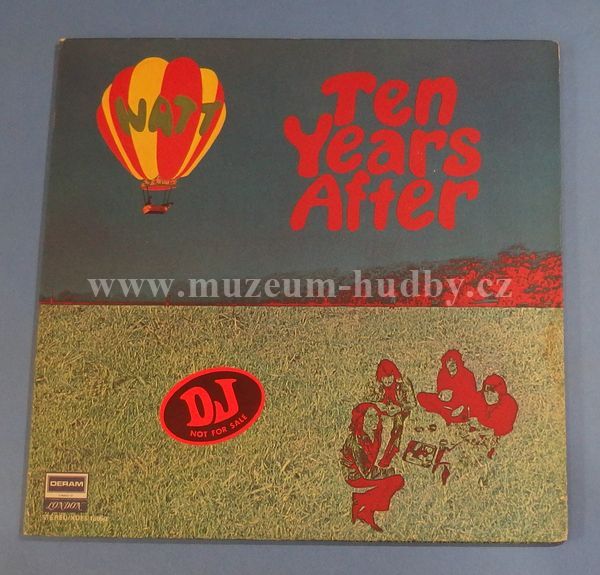 WATT
Ten
Years
After
www.muzeum-hudby.cz
DJ
NOT FOR SALE
DERAM
LONDON